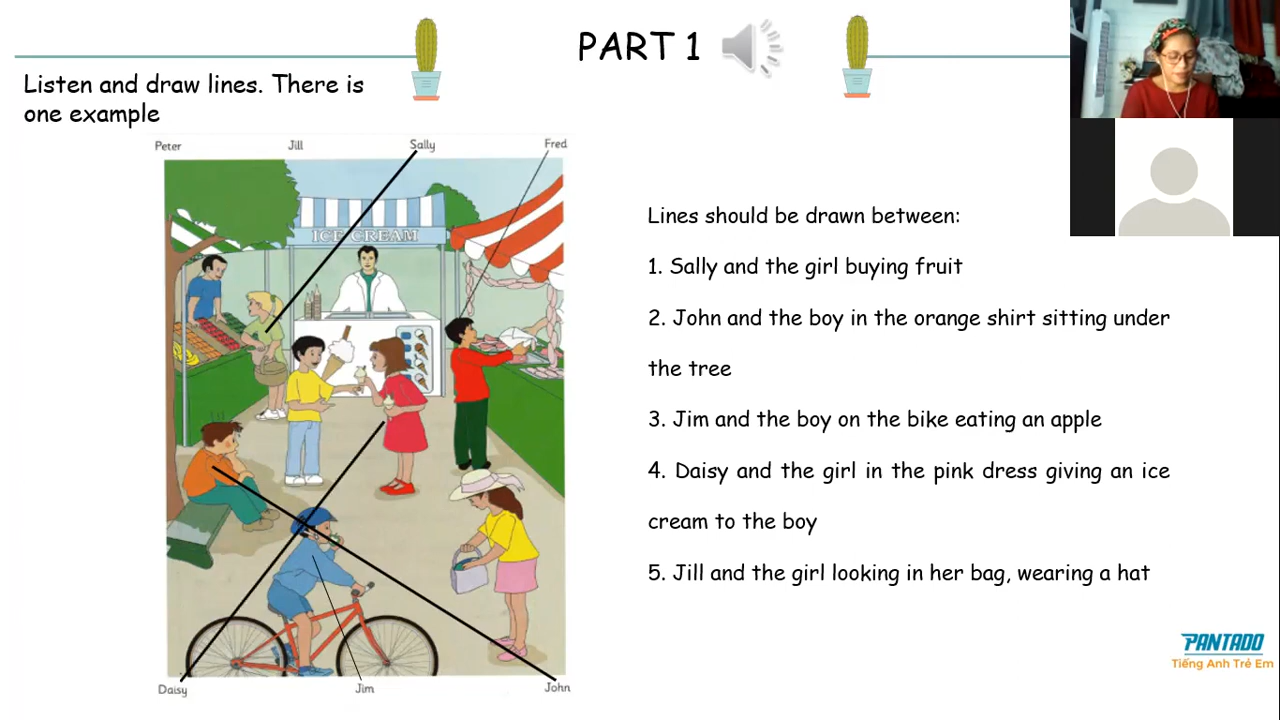 PART 1
Listen and draw lines. There is
one example
Peter Jill Sally Fred
ICE CREAM
Daisy Jim John
Lines should be drawn between:
1. Sally and the girl buying fruit
2. John and the boy in the orange shirt sitting under
the tree
3. Jim and the boy on the bike eating an apple
4. Daisy and the girl in the pink dress giving an ice
cream to the boy
5. Jill and the girl looking in her bag, wearing a hat
PANTADO
Tiếng Anh Trẻ Em